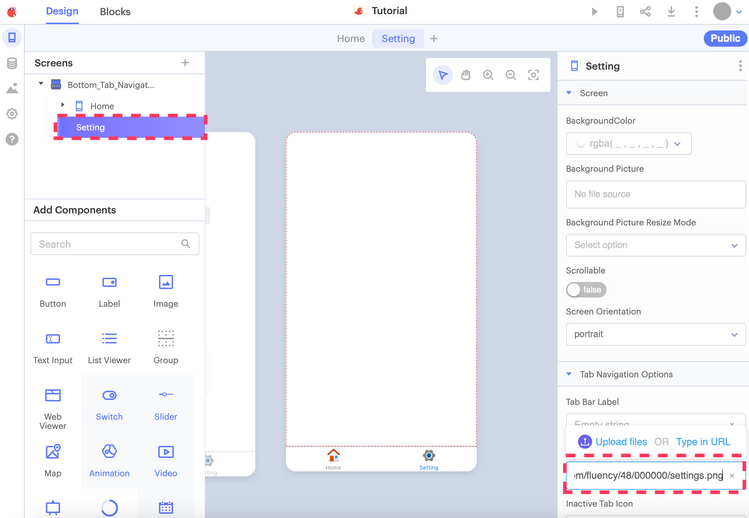 Design
Blocks
Tutorial
Home
Setting
Public
Screens
Bottom_Tab_Navigat...
Home
Setting
Add Components
Search
Button
Label
Image
Text Input
List Viewer
Group
Web
Viewer
Switch
Slider
Map
Animation
Video
Home
Setting
Setting
Screen
BackgroundColor
rgba( _ , _ , _ , _ )
Background Picture
No file source
Background Picture Resize Mode
Select option
Scrollable
false
Screen Orientation
portrait
Tab Navigation Options
Tab Bar Label
Empty string
Upload files OR Type in URL
m/fluency/48/000000/settings.png
Inactive Tab Icon